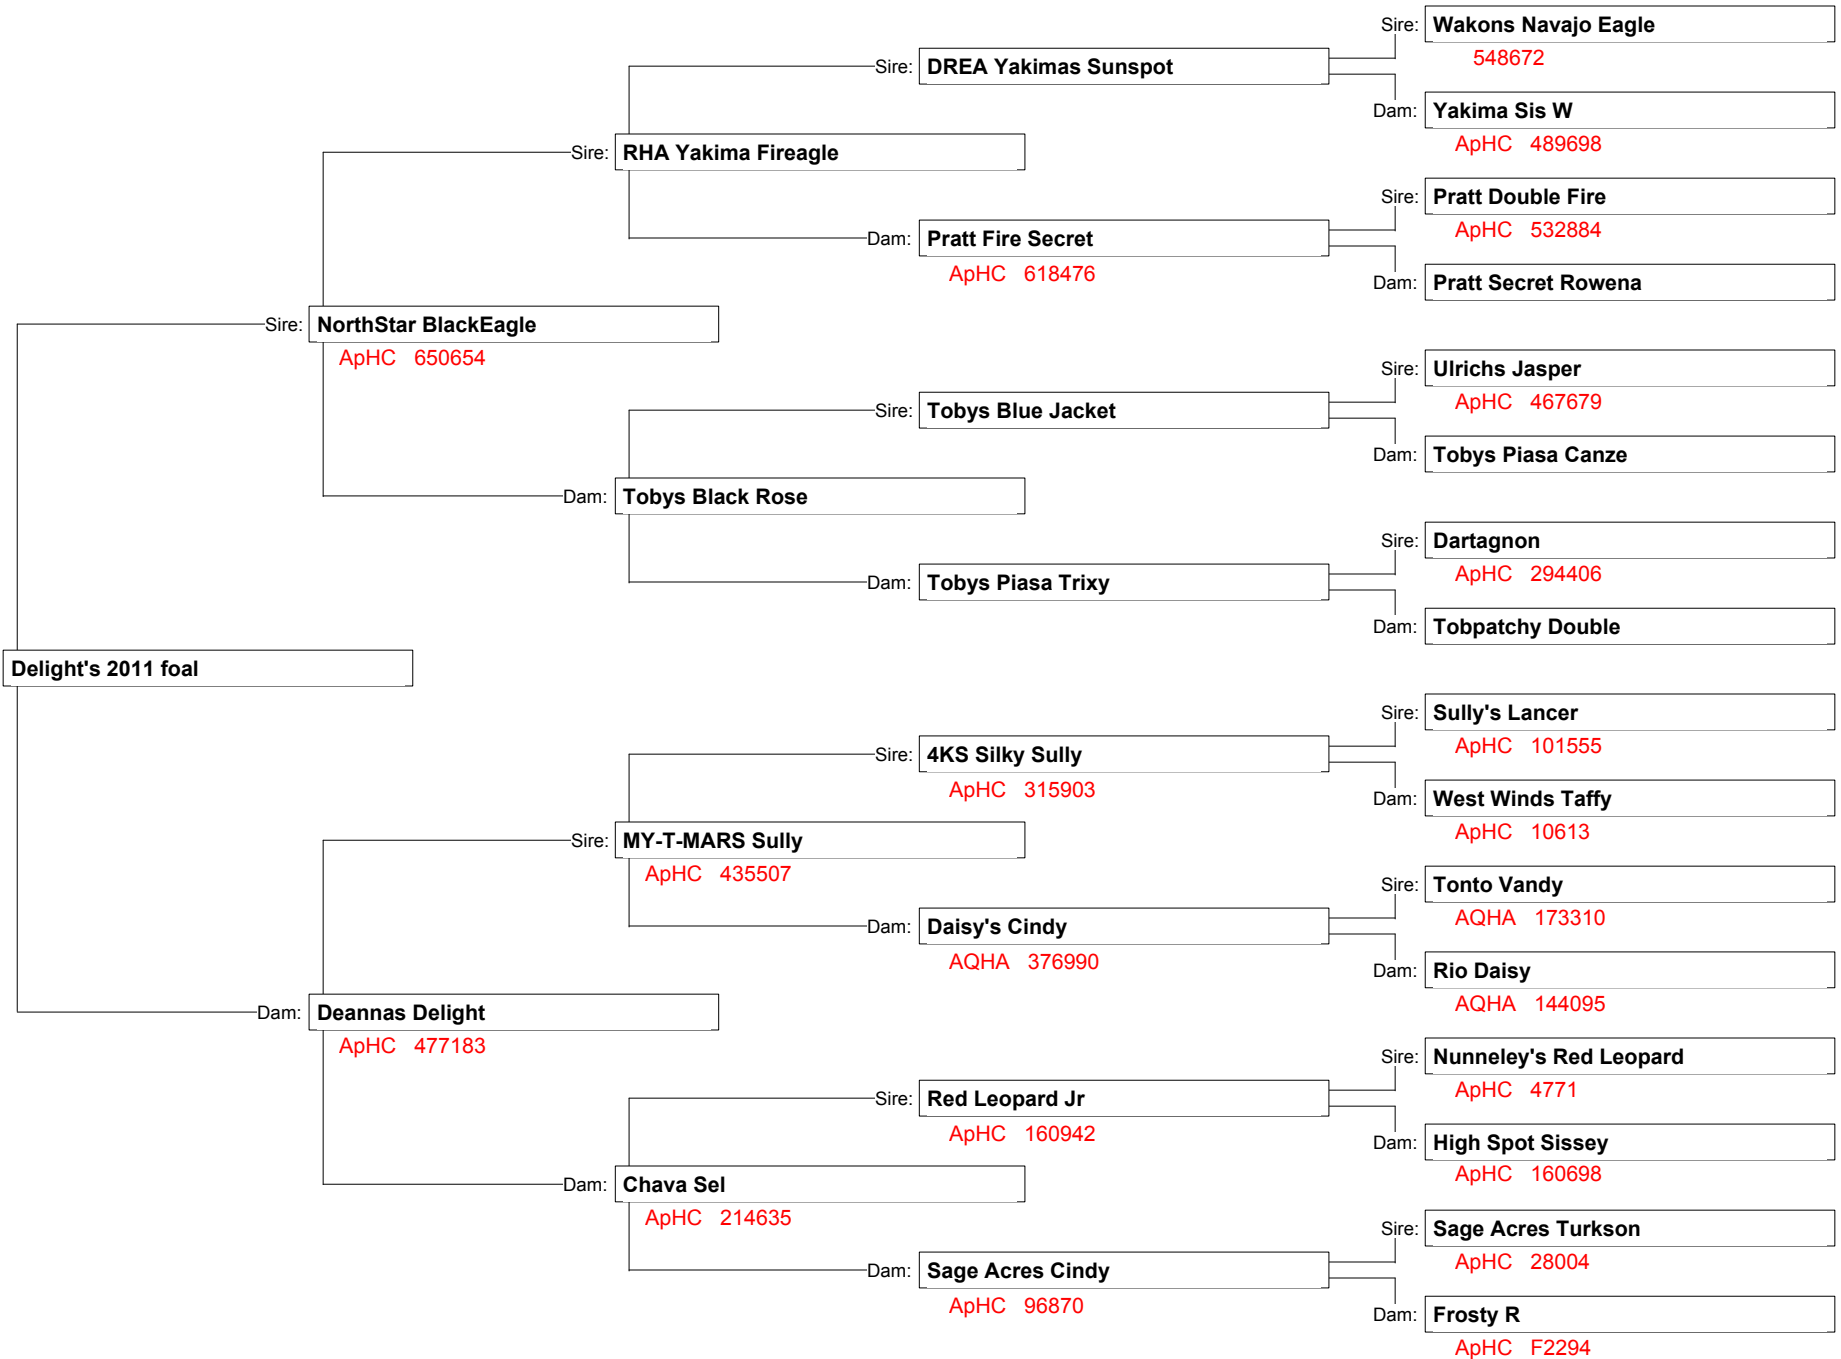 Sire: Wakons Navajo Eagle
548672
Sire: DREA Yakimas Sunspot
Dam: Yakima Sis W
ApHC 489698
Sire: RHA Yakima Fireagle
Sire: Pratt Double Fire
ApHC 532884
Dam: Pratt Fire Secret
ApHC 618476
Dam: Pratt Secret Rowena
Sire: NorthStar BlackEagle
ApHC 650654
Sire: Ulrichs Jasper
ApHC 467679
Sire: Tobys Blue Jacket
Dam: Tobys Piasa Canze
Dam: Tobys Black Rose
Sire: Dartagnon
ApHC 294406
Dam: Tobys Piasa Trixy
Dam: Tobpatchy Double
Delight's 2011 foal
Sire: Sully's Lancer
ApHC 101555
Sire: 4KS Silky Sully
ApHC 315903
Dam: West Winds Taffy
ApHC 10613
Sire: MY-T-MARS Sully
ApHC 435507
Sire: Tonto Vandy
AQHA 173310
Dam: Daisy's Cindy
AQHA 376990
Dam: Rio Daisy
AQHA 144095
Dam: Deannas Delight
ApHC 477183
Sire: Nunneley's Red Leopard
ApHC 4771
Sire: Red Leopard Jr
ApHC 160942
Dam: High Spot Sissey
ApHC 160698
Dam: Chava Sel
ApHC 214635
Sire: Sage Acres Turkson
ApHC 28004
Dam: Sage Acres Cindy
ApHC 96870
Dam: Frosty R
ApHC F2294